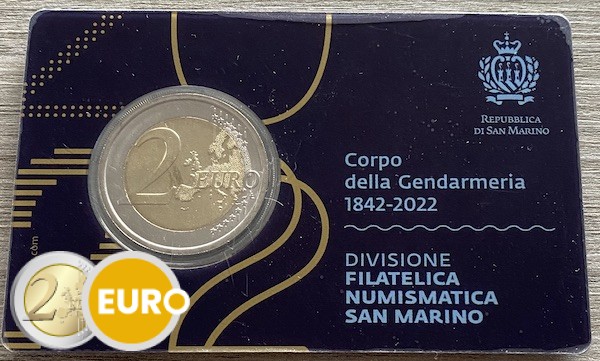 REPUBBLICA
DI SAN MARINO
2 EURO
Corpo
della Gendarmeria
1842-2022
DIVISIONE
FILATELICA
NUMISMATICA
SAN MARINO
2
EURO